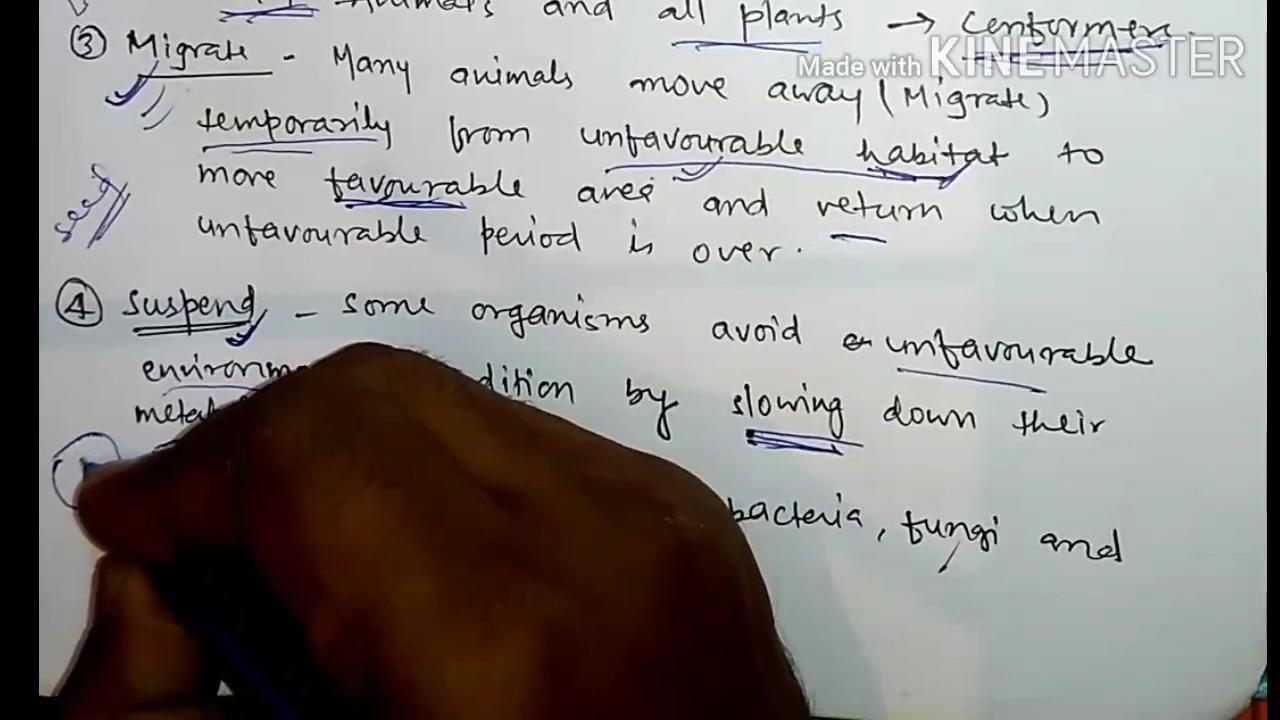 and all plants → Conformers.
Made with KINEMASTER
③ Migrate - Many animals move away (Migrate)
temporarily from unfavourable habitat to
more favourable area and return when
unfavourable period is over.
④ Suspend - some organisms avoid unfavourable
by slowing down their
bacteria, fungi and